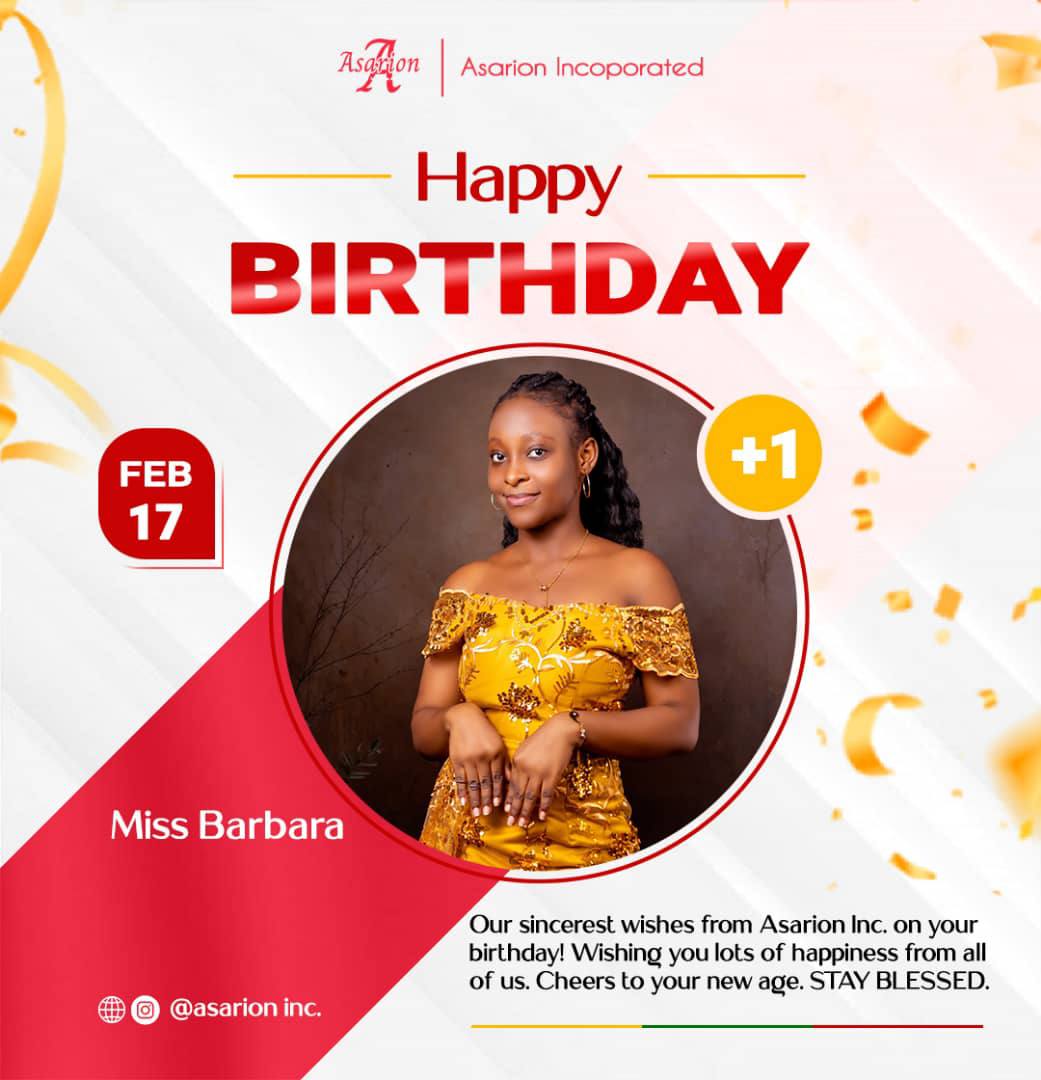 Asarion
A
Asarion Incoporated
Happy
BIRTHDAY
+1
FEB
17
Miss Barbara
Our sincerest wishes from Asarion Inc. on your
birthday! Wishing you lots of happiness from all
of us. Cheers to your new age. STAY BLESSED.
@asarion inc.